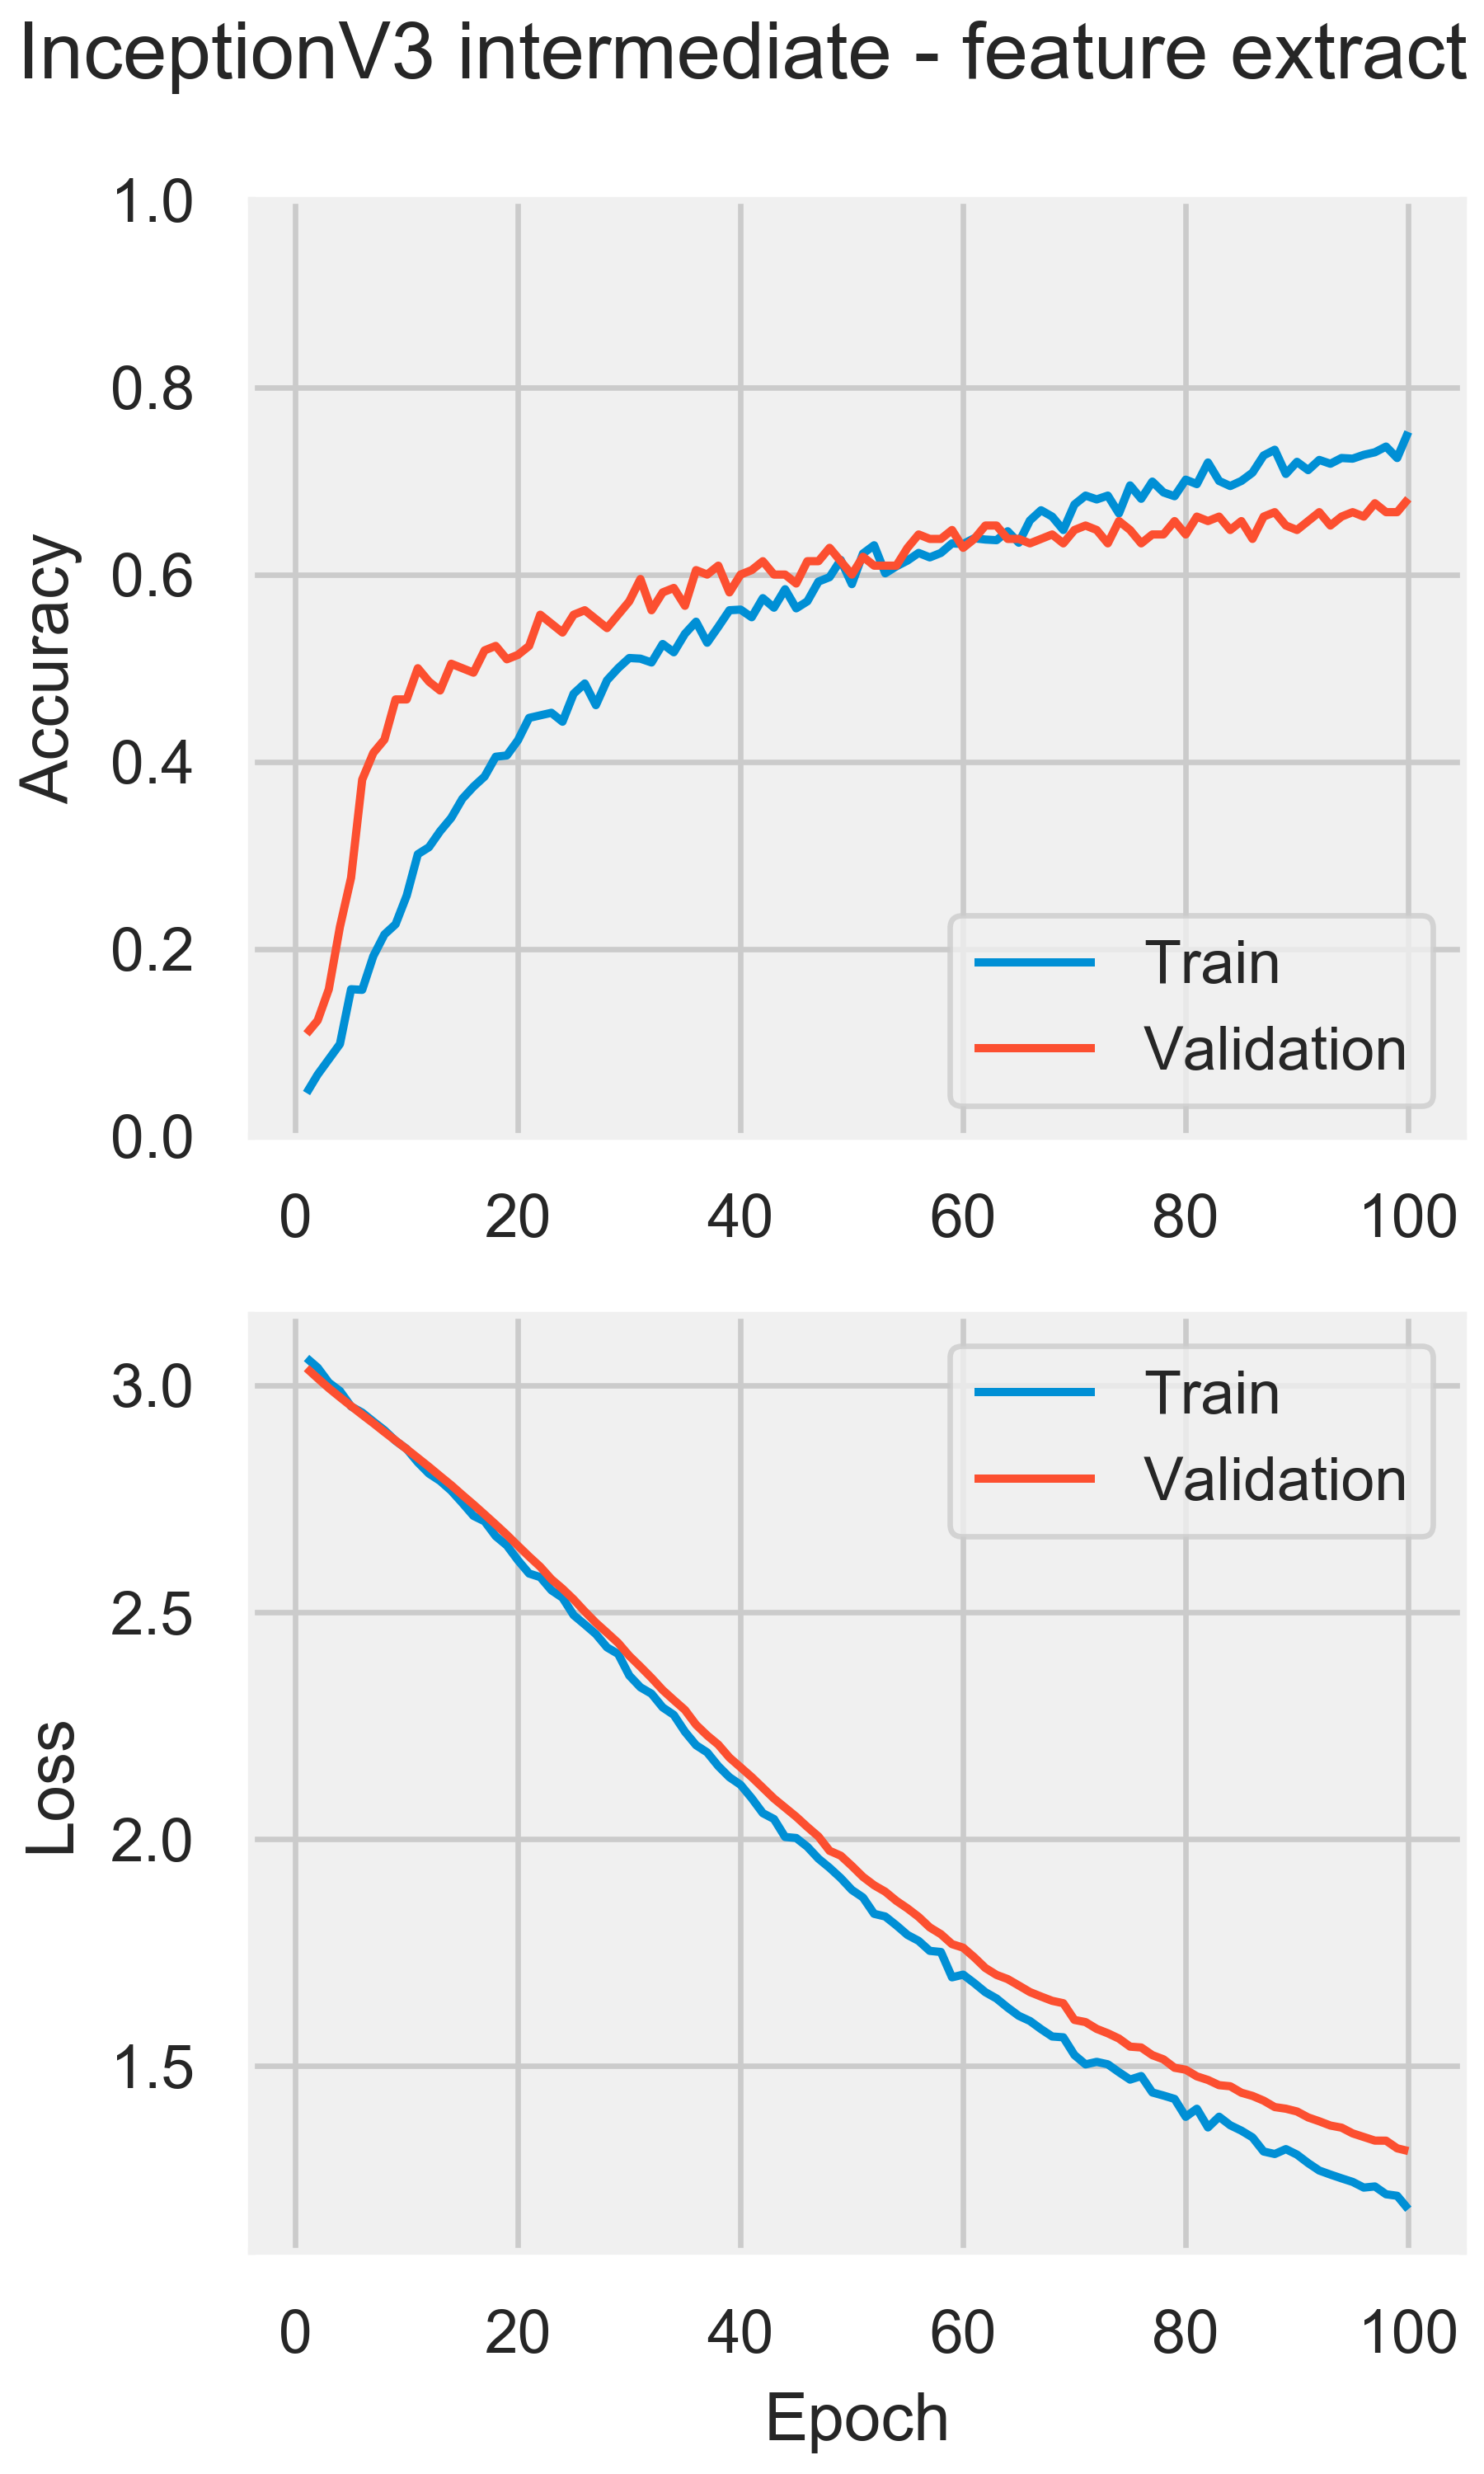 InceptionV3 intermediate - feature extract
1.0
0.8
0.6
0.4
0.2
0.0
Accuracy
Train
Validation
0 20 40 60 80 100
3.0
2.5
2.0
1.5
Loss
Train
Validation
0 20 40 60 80 100
Epoch